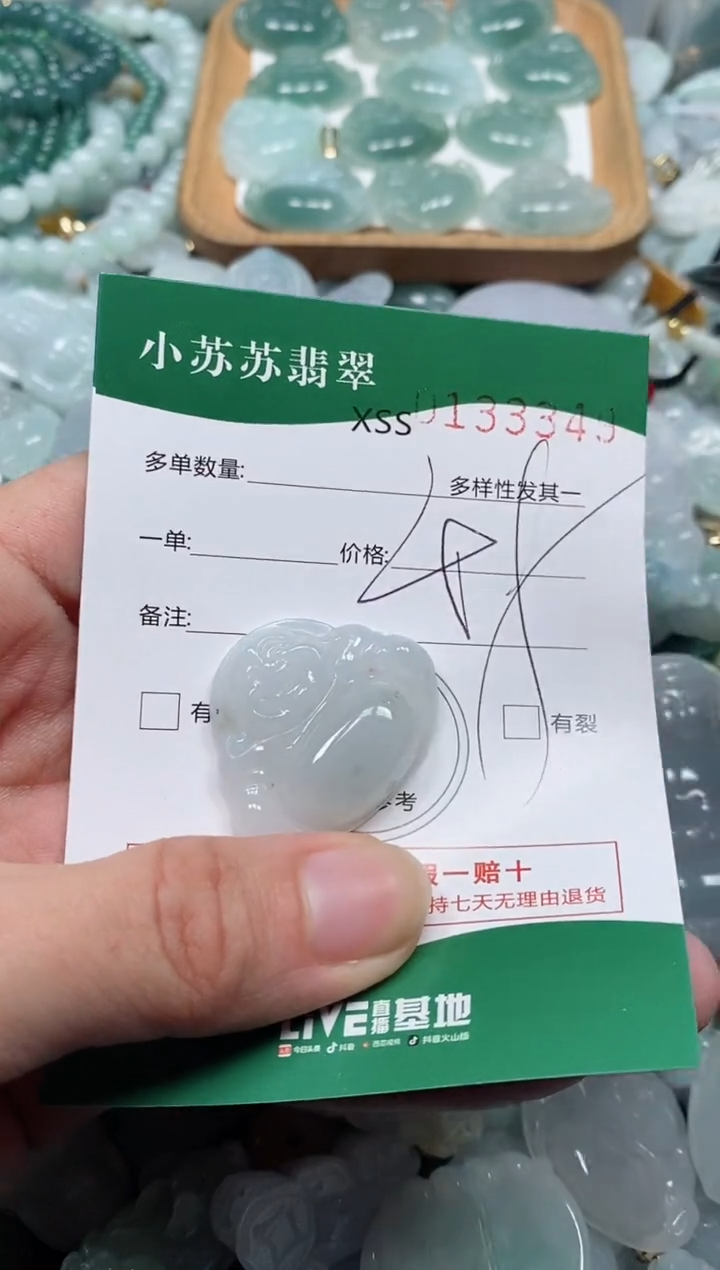 小苏苏翡翠
XSS0133349
多单数量:
多样性发其一
一单:
价格:
备注:
有
有裂
参考
假一赔十
持七天无理由退货
LIVE直播基地
今日头条 抖音 西瓜视频 抖音火山版